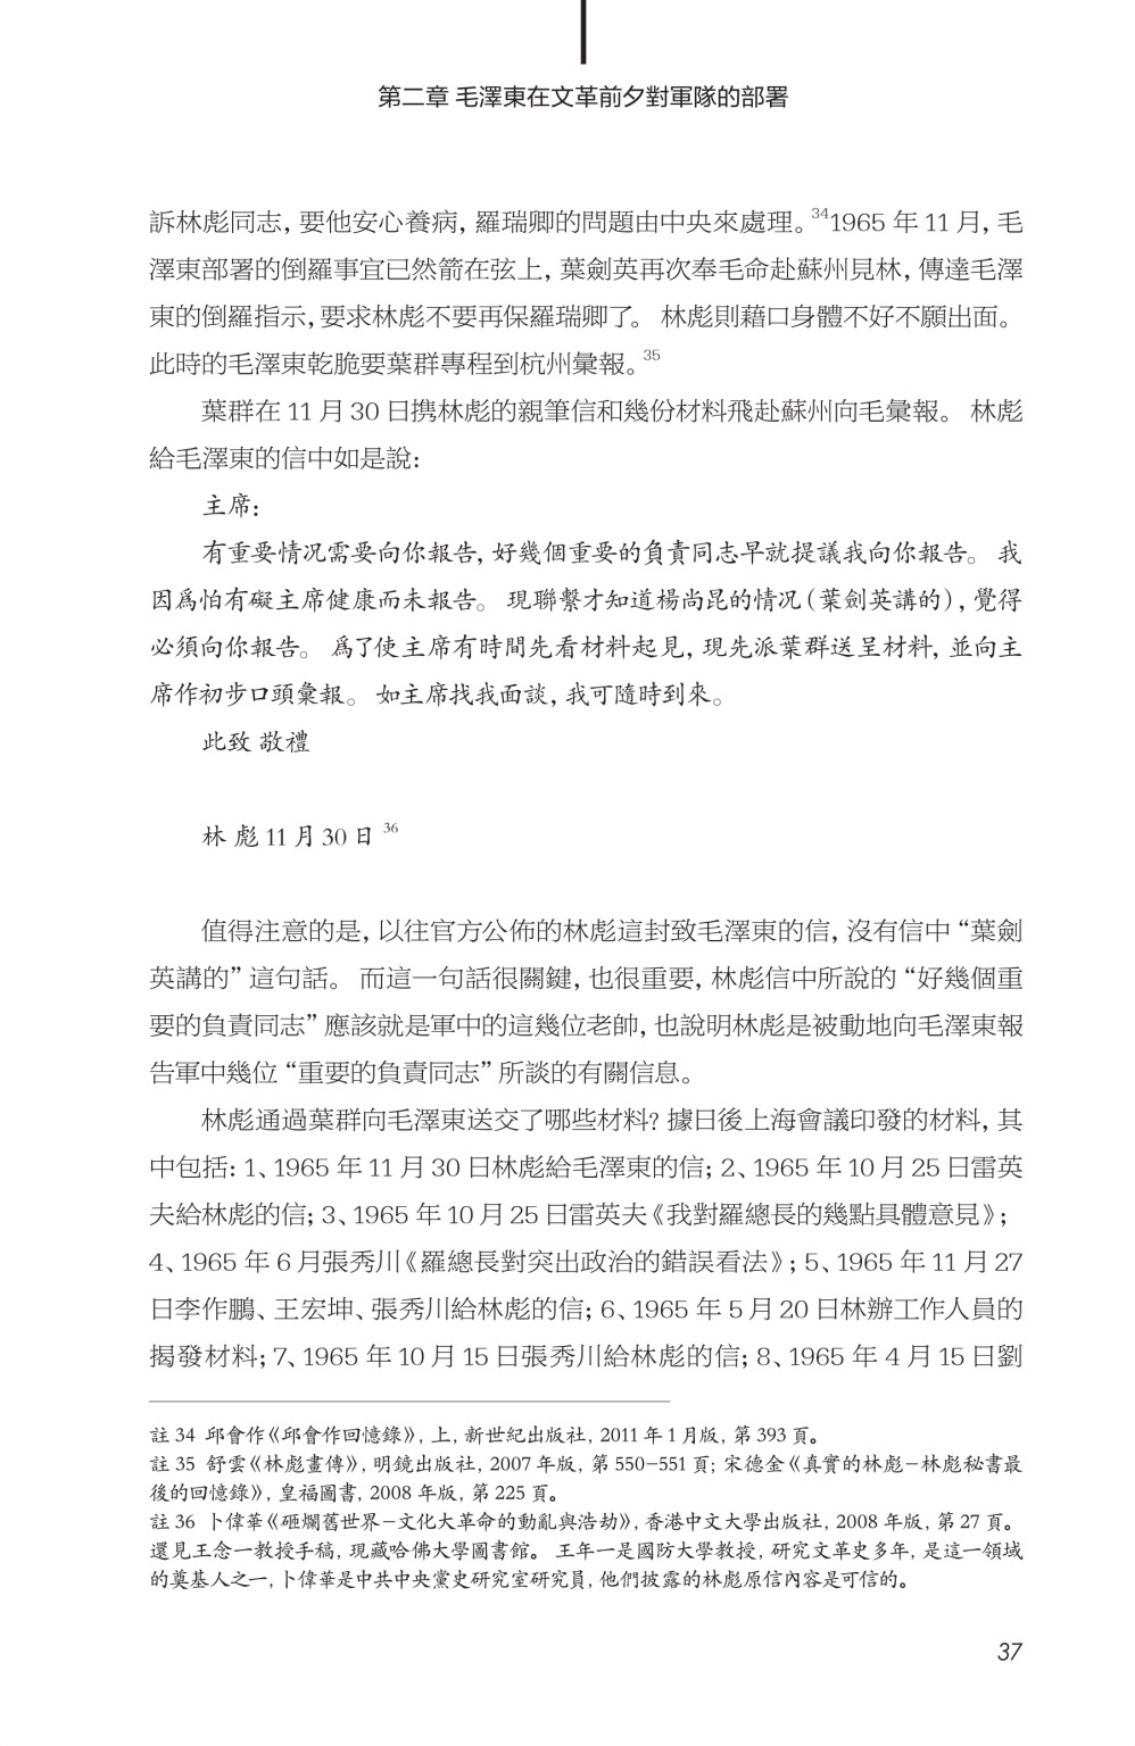 第二章 毛澤東在文革前夕對軍隊的部署
訴林彪同志，要他安心養病，羅瑞卿的問題由中央來處理。341965 年 11 月，毛
澤東部署的倒羅事宜已然箭在弦上，葉劍英再次奉毛命赴蘇州見林，傳達毛澤
東的倒羅指示，要求林彪不要再保羅瑞卿了。 林彪則藉口身體不好不願出面。
此時的毛澤東乾脆要葉群專程到杭州彙報。35
葉群在 11 月 30 日携林彪的親筆信和幾份材料飛赴蘇州向毛彙報。 林彪
給毛澤東的信中如是說：
主席：
有重要情况需要向你報告，好幾個重要的負責同志早就提議我向你報告。 我
因爲怕有礙主席健康而未報告。 現聯繫才知道楊尚昆的情况（葉劍英講的），覺得
必須向你報告。 爲了使主席有時間先看材料起見，現先派葉群送呈材料，並向主
席作初步口頭彙報。 如主席找我面談，我可隨時到來。
此致 敬禮
林 彪 11 月 30 日 36
值得注意的是，以往官方公佈的林彪這封致毛澤東的信，沒有信中“葉劍
英講的”這句話。 而這一句話很關鍵，也很重要，林彪信中所說的“好幾個重
要的負責同志”應該就是軍中的這幾位老帥，也說明林彪是被動地向毛澤東報
告軍中幾位“重要的負責同志”所談的有關信息。
林彪通過葉群向毛澤東送交了哪些材料？據日後上海會議印發的材料，其
中包括：1、1965 年 11 月 30 日林彪給毛澤東的信；2、1965 年 10 月 25 日雷英
夫給林彪的信；3、1965 年 10 月 25 日雷英夫《我對羅總長的幾點具體意見》；
4、1965 年 6 月張秀川《羅總長對突出政治的錯誤看法》；5、1965 年 11 月 27
日李作鵬、王宏坤、張秀川給林彪的信；6、1965 年 5 月 20 日林辦工作人員的
揭發材料；7、1965 年 10 月 15 日張秀川給林彪的信；8、1965 年 4 月 15 日劉
註 34 邱會作《邱會作回憶錄》，上，新世紀出版社，2011 年 1 月版，第 393 頁。
註 35 舒雲《林彪畫傳》，明鏡出版社，2007 年版，第 550–551 頁；宋德金《真實的林彪–林彪秘書最
後的回憶錄》，皇福圖書，2008 年版，第 225 頁。
註 36 卜偉華《砸爛舊世界–文化大革命的動亂與浩劫》，香港中文大學出版社，2008 年版，第 27 頁。
還見王念一教授手稿，現藏哈佛大學圖書館。 王年一是國防大學教授，研究文革史多年，是這一領域
的奠基人之一，卜偉華是中共中央黨史研究室研究員，他們披露的林彪原信內容是可信的。
37